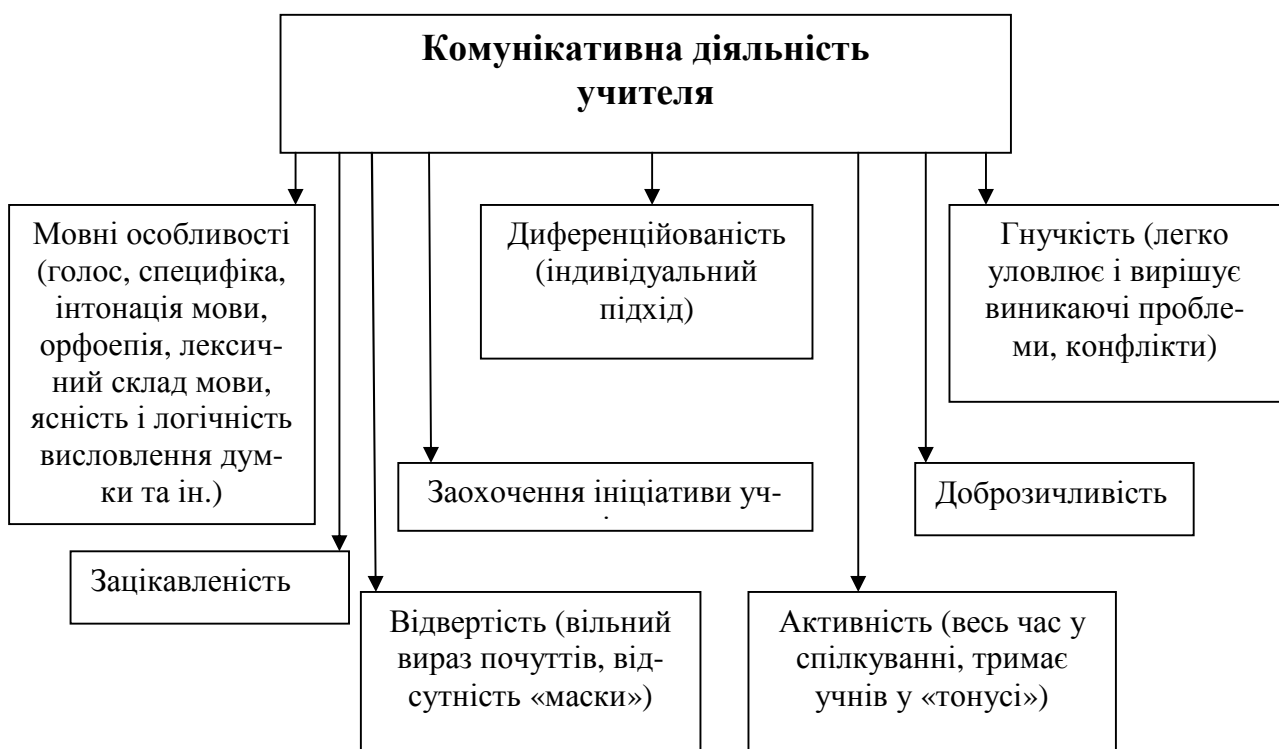 Комунікативна діяльність
учителя
Мовні особливості
(голос, специфіка,
інтонація мови,
орфоепія, лексич-
ний склад мови,
ясність і логічність
висловлення дум-
ки та ін.)
Диференційованість
(індивідуальний
підхід)
Гнучкість (легко
уловлює і вирішує
виникаючі пробле-
ми, конфлікти)
Заохочення ініціативи уч-
Доброзичливість
Зацікавленість
Відвертість (вільний
вираз почуттів, від-
сутність «маски»)
Активність (весь час у
спілкуванні, тримає
учнів у «тонусі»)